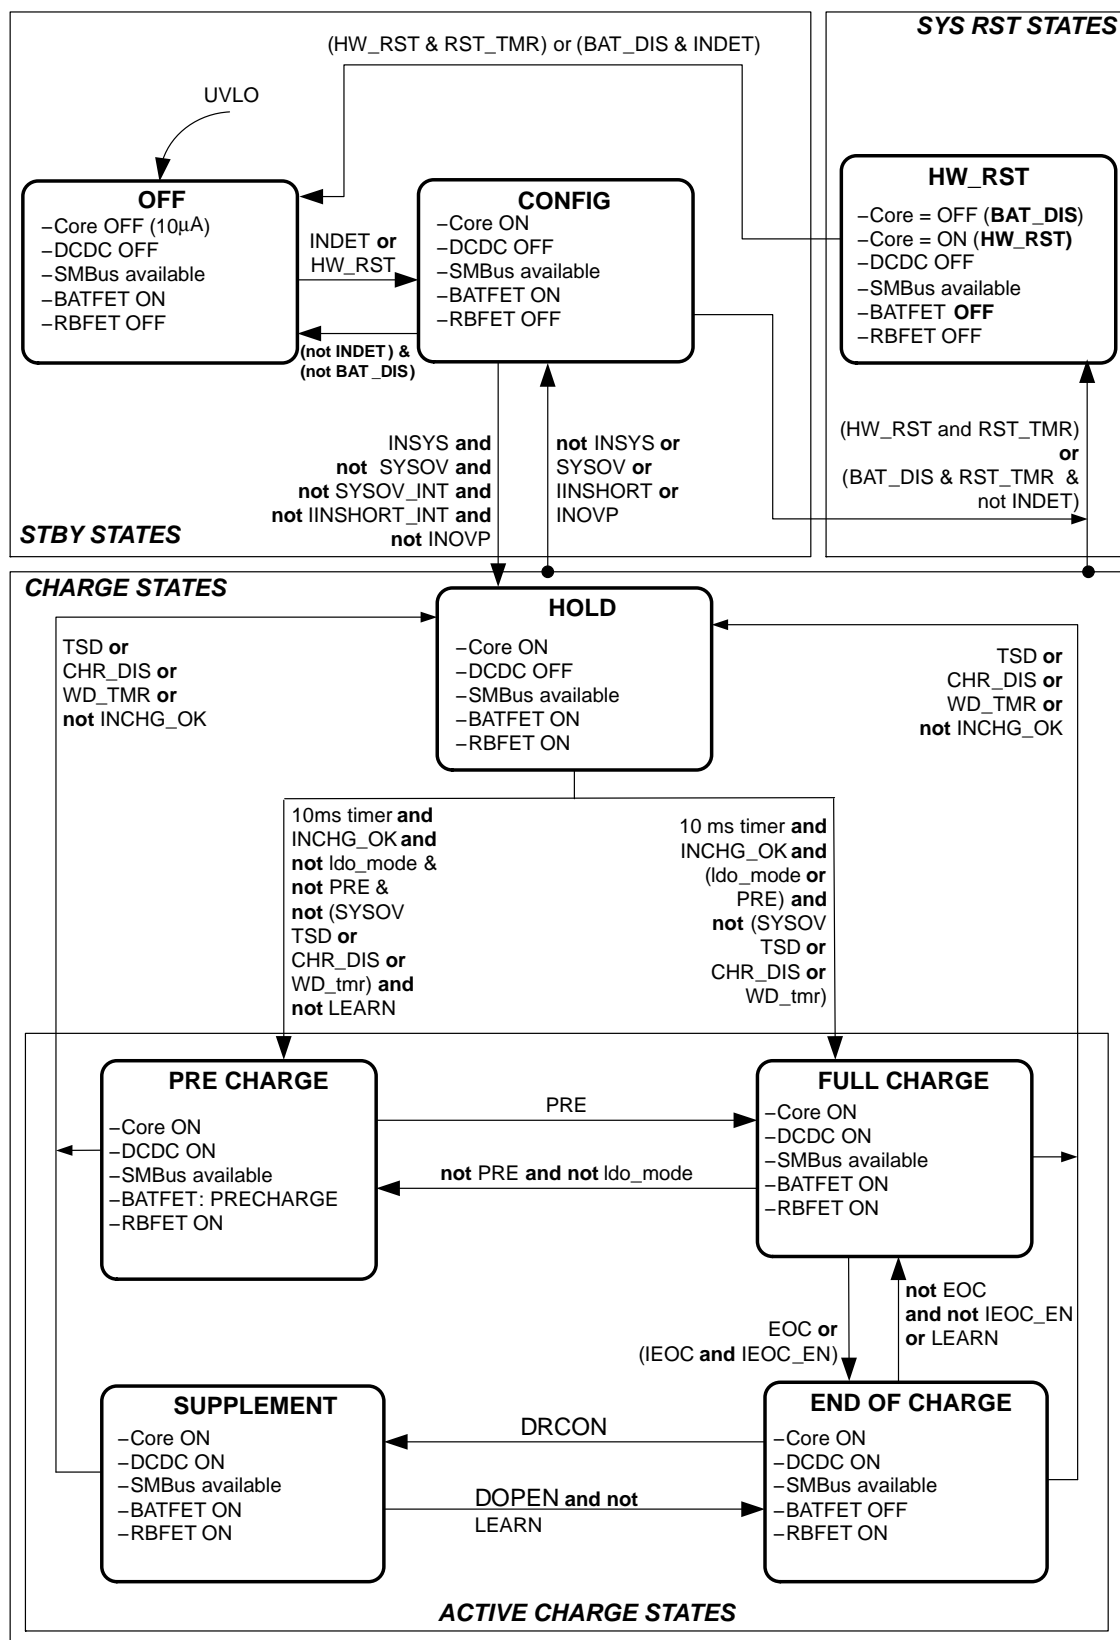 SYS RST STATES
(HW_RST & RST_TMR) or (BAT_DIS & INDET)
UVLO
OFF
–Core OFF (10μA)
–DCDC OFF
–SMBus available
–BATFET ON
–RBFET OFF
INDET or
HW_RST
(not INDET) &
(not BAT_DIS)
CONFIG
–Core ON
–DCDC OFF
–SMBus available
–BATFET ON
–RBFET OFF
HW_RST
–Core = OFF (BAT_DIS)
–Core = ON (HW_RST)
–DCDC OFF
–SMBus available
–BATFET OFF
–RBFET OFF
INSYS and
not SYSOV and
not SYSOV_INT and
not IINSHORT_INT and
not INOVP
not INSYS or
SYSOV or
IINSHORT or
INOVP
(HW_RST and RST_TMR)
or
(BAT_DIS & RST_TMR &
not INDET)
STBY STATES
CHARGE STATES
HOLD
–Core ON
–DCDC OFF
–SMBus available
–BATFET ON
–RBFET ON
TSD or
CHR_DIS or
WD_TMR or
not INCHG_OK
TSD or
CHR_DIS or
WD_TMR or
not INCHG_OK
10ms timer and
INCHG_OK and
not ldo_mode &
not PRE &
not (SYSOV
TSD or
CHR_DIS or
WD_tmr) and
not LEARN
10 ms timer and
INCHG_OK and
(ldo_mode or
PRE) and
not (SYSOV
TSD or
CHR_DIS or
WD_tmr)
PRE CHARGE
–Core ON
–DCDC ON
–SMBus available
–BATFET: PRECHARGE
–RBFET ON
PRE
not PRE and not ldo_mode
FULL CHARGE
–Core ON
–DCDC ON
–SMBus available
–BATFET ON
–RBFET ON
EOC or
(IEOC and IEOC_EN)
not EOC
and not IEOC_EN
or LEARN
SUPPLEMENT
–Core ON
–DCDC ON
–SMBus available
–BATFET ON
–RBFET ON
DRCON
DOPEN and not
LEARN
END OF CHARGE
–Core ON
–DCDC ON
–SMBus available
–BATFET OFF
–RBFET ON
ACTIVE CHARGE STATES